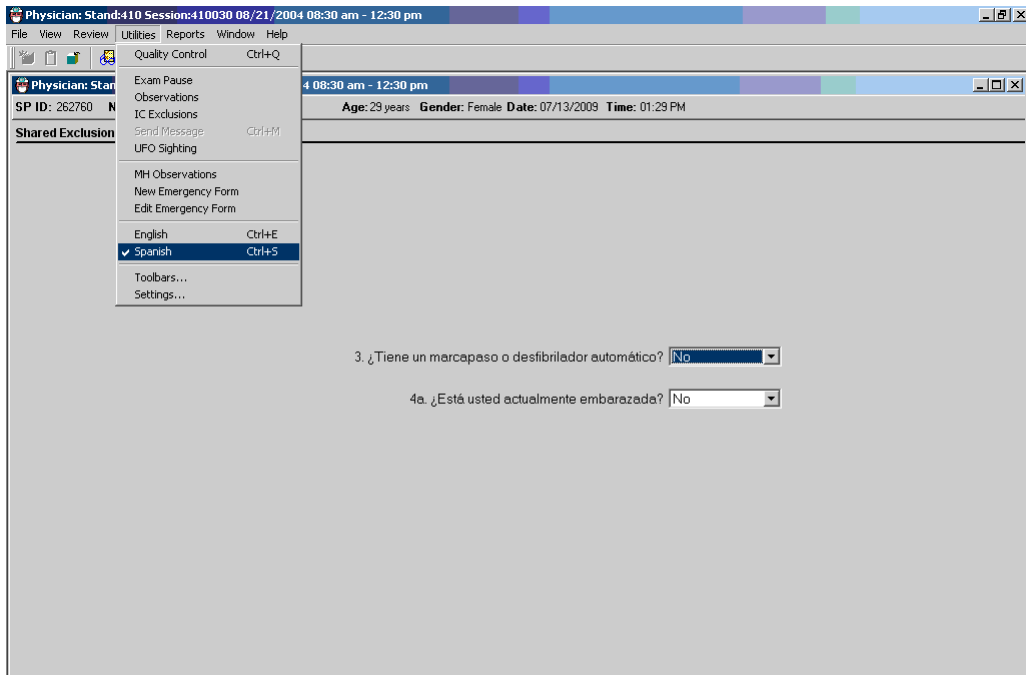 Physician: Stand:410 Session:410030 08/21/2004 08:30 am - 12:30 pm
File View Review Utilities Reports Window Help
Quality Control Ctrl+Q
Exam Pause
Observations
IC Exclusions
Send Message Ctrl+M
UFO Sighting
MH Observations
New Emergency Form
Edit Emergency Form
English Ctrl+E
Spanish Ctrl+S
Toolbars...
Settings...
Physician: Stan 4 08:30 am - 12:30 pm
SP ID: 262760 N Age: 29 years Gender: Female Date: 07/13/2009 Time: 01:29 PM
Shared Exclusion
3. ¿Tiene un marcapaso o desfibrilador automático? No
4a. ¿Está usted actualmente embarazada? No